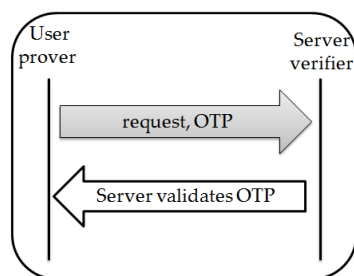 User
prover
Server
verifier
request, OTP
Server validates OTP